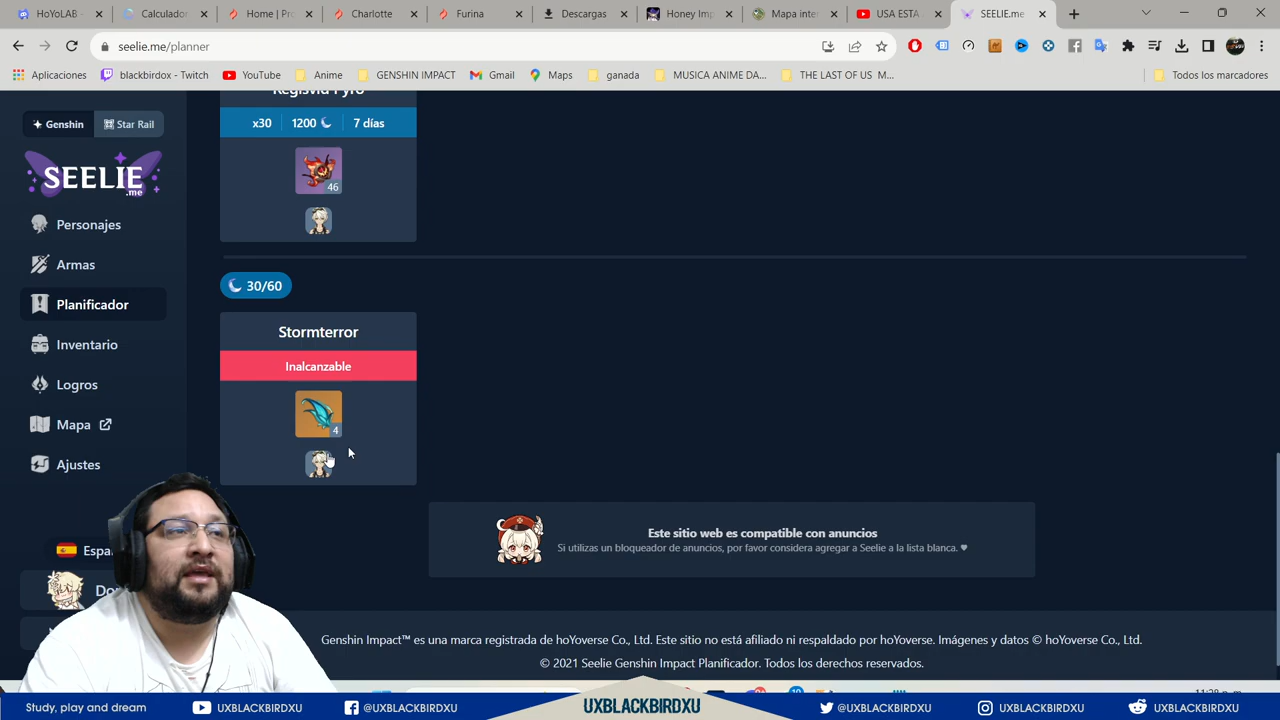 HoYoLAB -
Calculador
Home | Pro
Charlotte
Furina
Descargas
Honey Imp
Mapa inter
USA ESTA
SEELIE.me
seelie.me/planner
Aplicaciones
blackbirdox - Twitch
YouTube
Anime
GENSHIN IMPACT
Gmail
Maps
ganada
MUSICA ANIME DA...
THE LAST OF US M...
Todos los marcadores
Genshin
Star Rail
SEELIE
.me
Personajes
Armas
Planificador
Inventario
Logros
Mapa
Ajustes
Regisvid Pyro
x30
1200
7 días
46
30/60
Stormterror
Inalcanzable
4
Este sitio web es compatible con anuncios
Si utilizas un bloqueador de anuncios, por favor considera agregar a Seelie a la lista blanca. ♥
Genshin Impact™ es una marca registrada de hoYoverse Co., Ltd. Este sitio no está afiliado ni respaldado por hoYoverse. Imágenes y datos © hoYoverse Co., Ltd.
© 2021 Seelie Genshin Impact Planificador. Todos los derechos reservados.
Study, play and dream
UXBLACKBIRDXU
@UXBLACKBIRDXU
UXBLACKBIRDXU
@UXBLACKBIRDXU
UXBLACKBIRDXU
UXBLACKBIRDXU